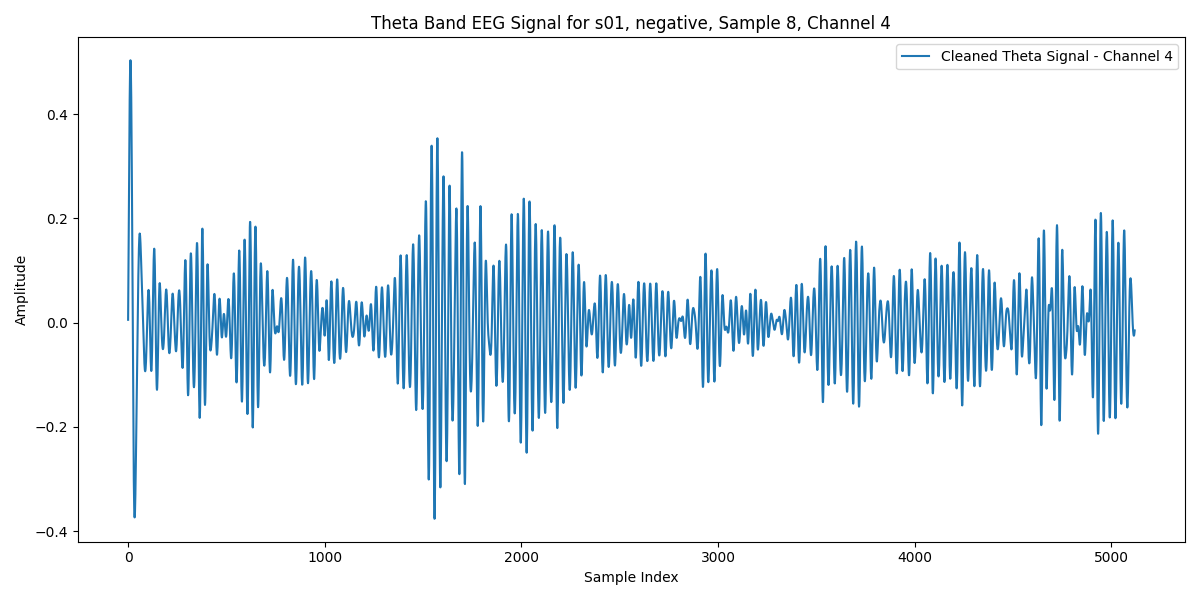 Theta Band EEG Signal for s01, negative, Sample 8, Channel 4
Cleaned Theta Signal - Channel 4
Amplitude
0.4
0.2
0.0
−0.2
−0.4
0 1000 2000 3000 4000 5000
Sample Index